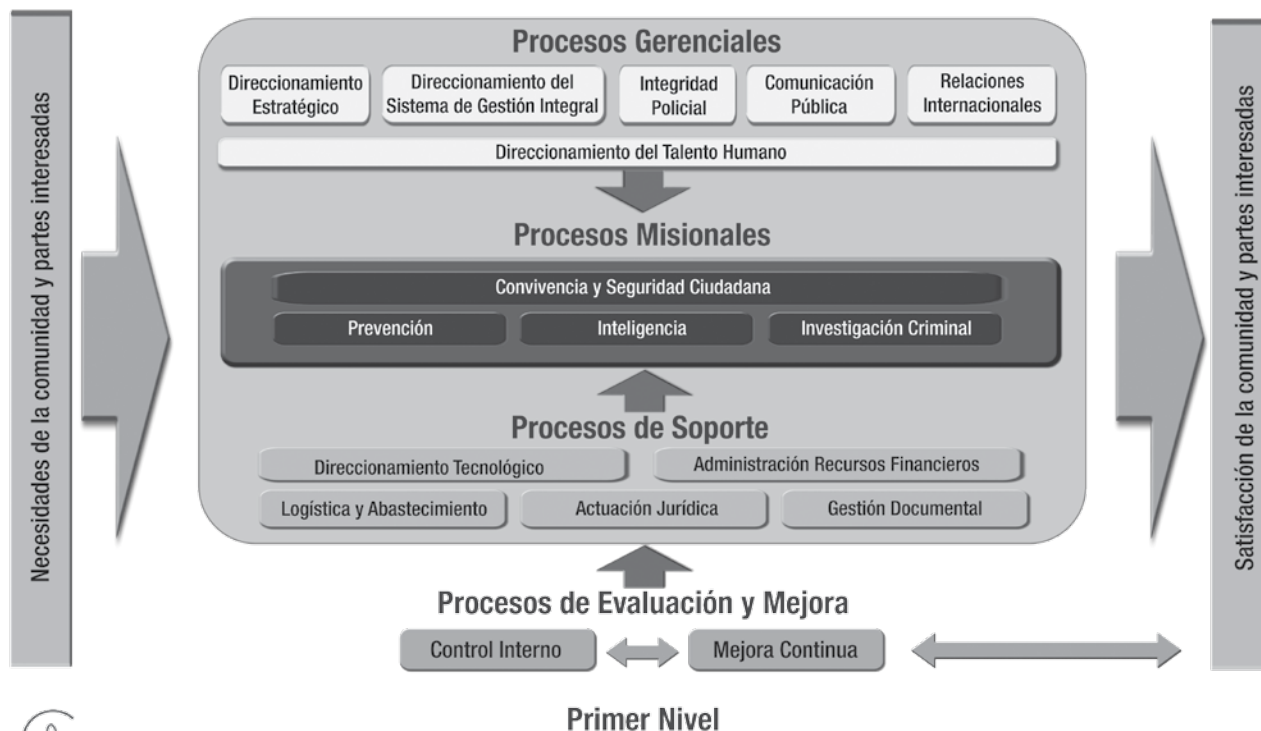 Necesidades de la comunidad y partes interesadas
Procesos Gerenciales
Direccionamiento
Estratégico
Direccionamiento del
Sistema de Gestión Integral
Integridad
Policial
Comunicación
Pública
Relaciones
Internacionales
Direccionamiento del Talento Humano
Procesos Misionales
Convivencia y Seguridad Ciudadana
Prevención
Inteligencia
Investigación Criminal
Procesos de Soporte
Direccionamiento Tecnológico
Administración Recursos Financieros
Logística y Abastecimiento
Actuación Jurídica
Gestión Documental
Procesos de Evaluación y Mejora
Control Interno
Mejora Continua
Primer Nivel
Satisfacción de la comunidad y partes interesadas